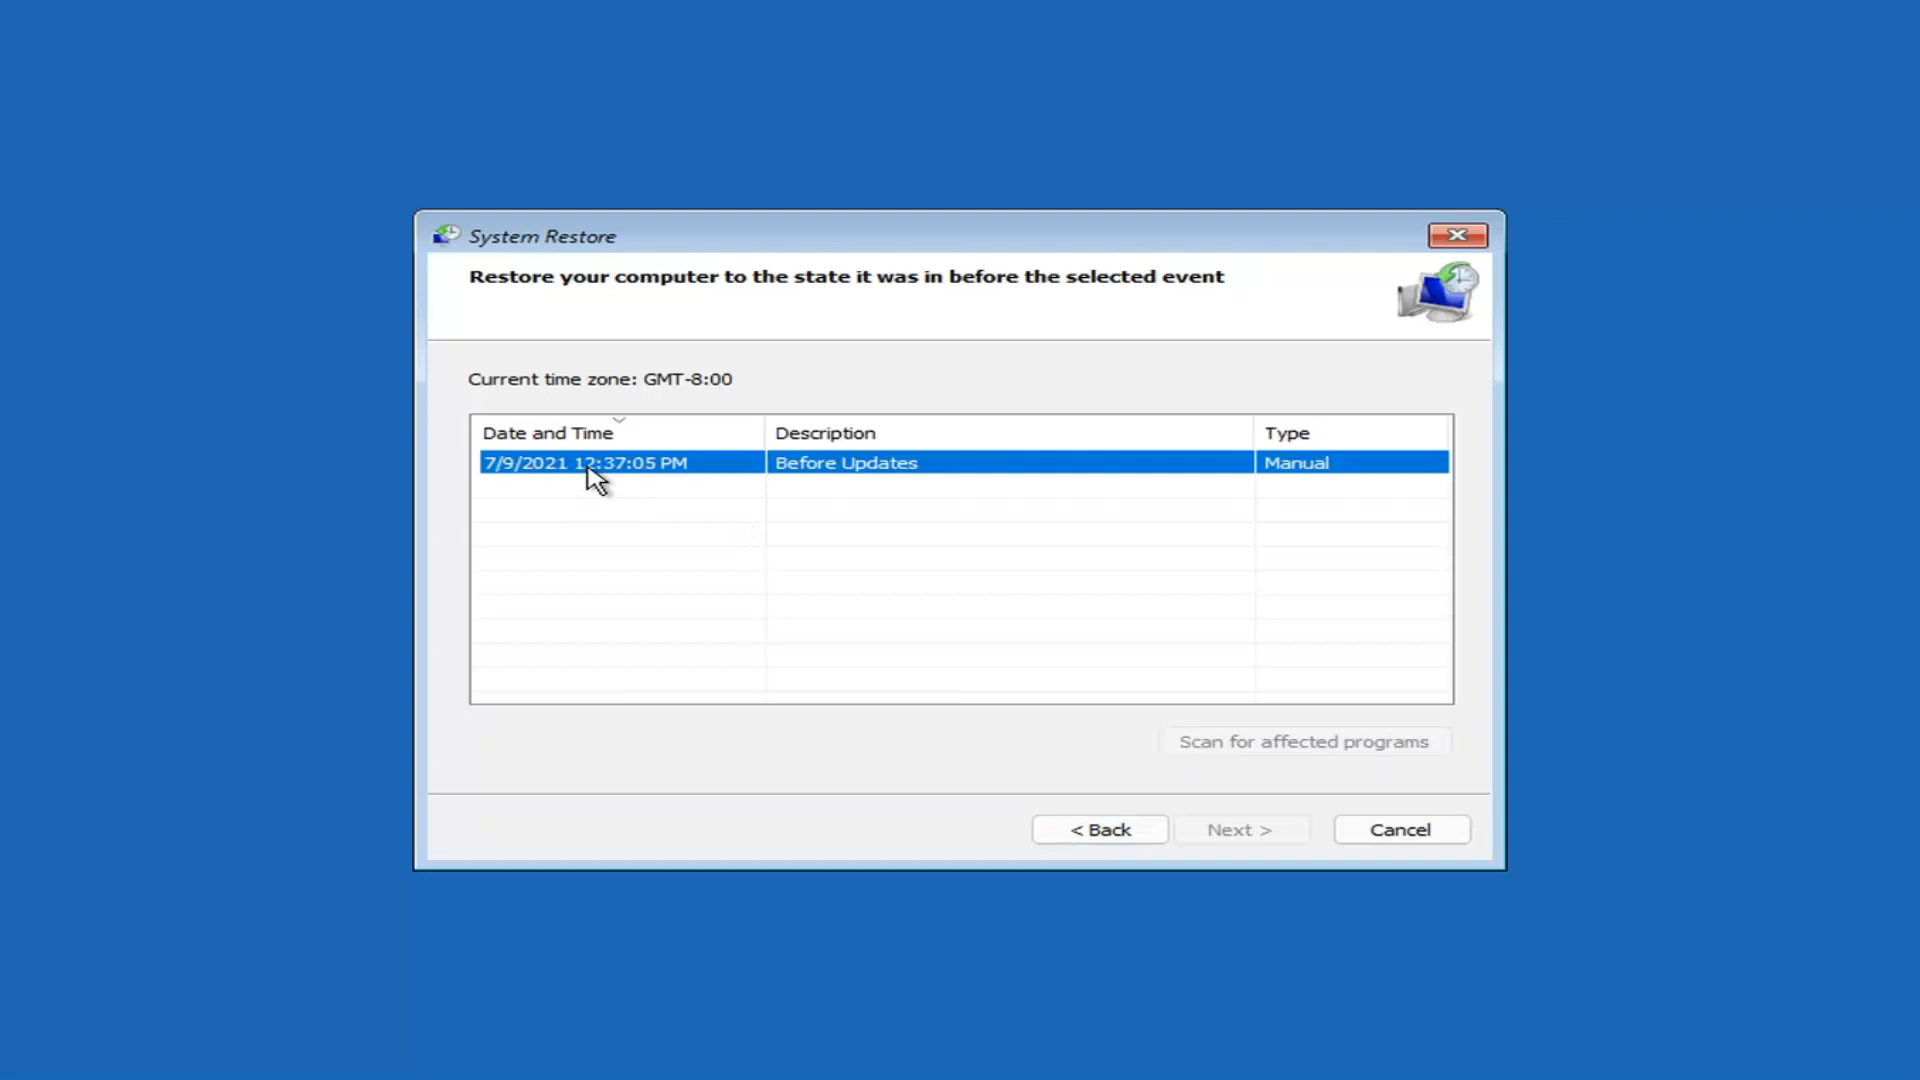 System Restore
Restore your computer to the state it was in before the selected event
Current time zone: GMT-8:00
Date and Time Description Type
7/9/2021 12:37:05 PM Before Updates Manual
Scan for affected programs
< Back Next > Cancel